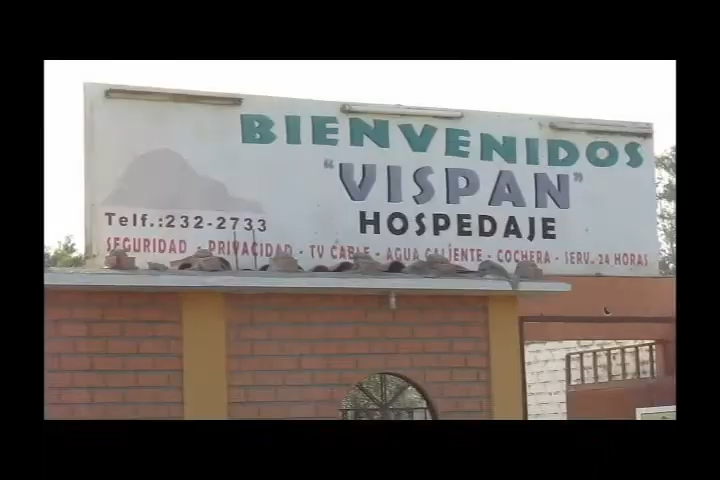 BIENVENIDOS
"VISPAN"
Telf.:232-2733
HOSPEDAJE
SEGURIDAD - PRIVACIDAD - TV CABLE - AGUA CALIENTE - COCHERA - SERV. 24 HORAS